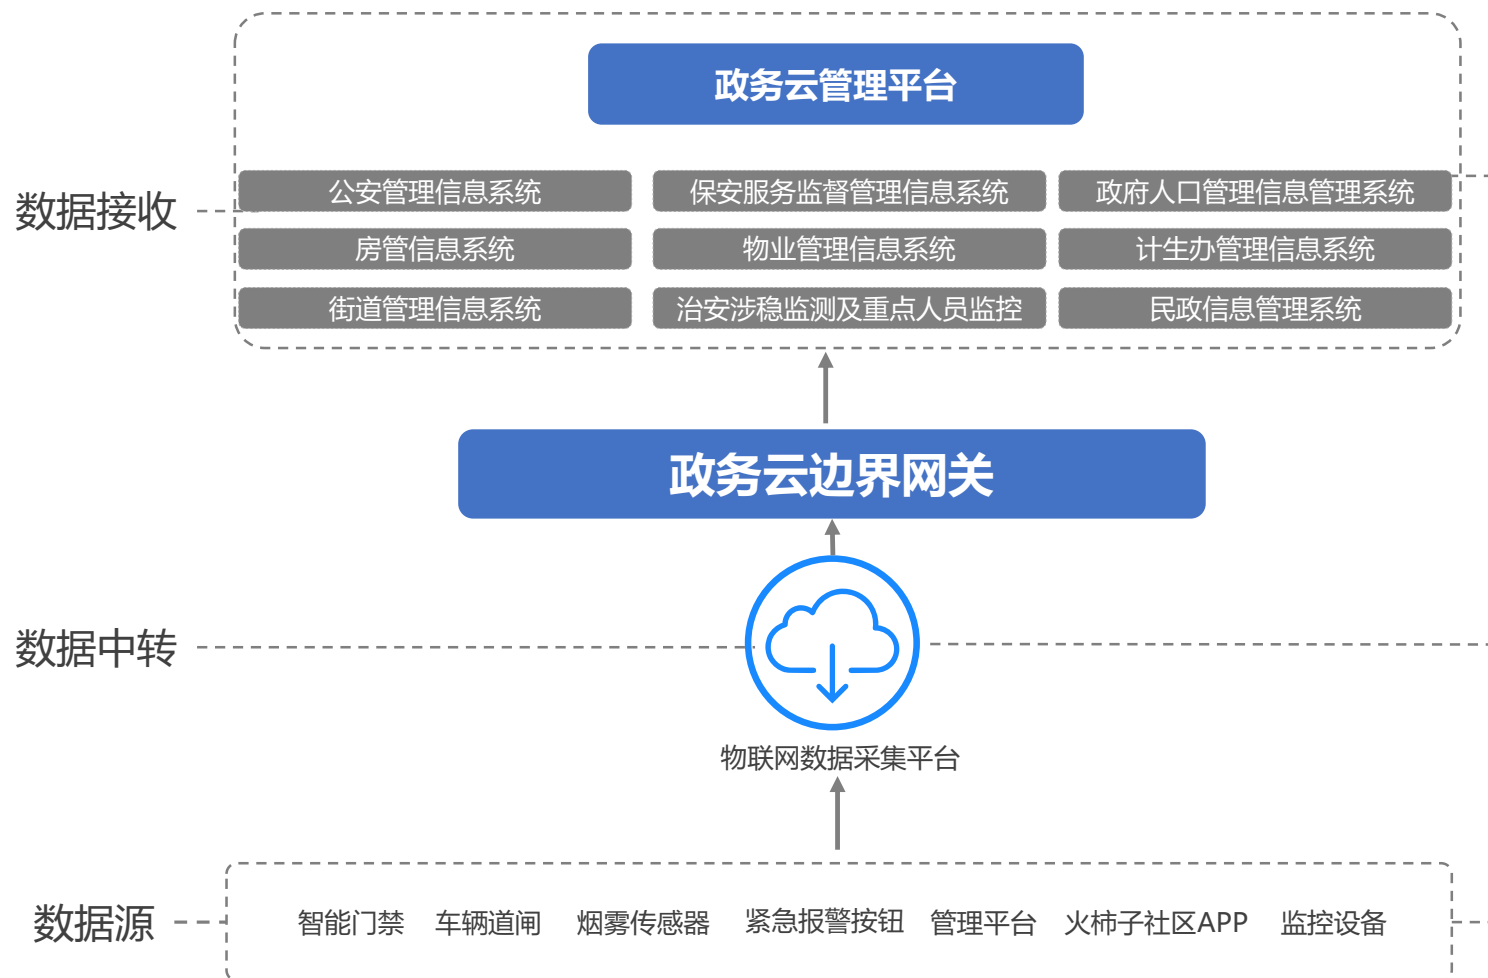 政务云管理平台
数据接收
公安管理信息系统 保安服务监督管理信息系统 政府人口管理信息管理系统
房管信息系统 物业管理信息系统 计生办管理信息系统
街道管理信息系统 治安涉稳监测及重点人员监控 民政信息管理系统
政务云边界网关
数据中转
物联网数据采集平台
数据源
智能门禁 车辆道闸 烟雾传感器 紧急报警按钮 管理平台 火柿子社区APP 监控设备